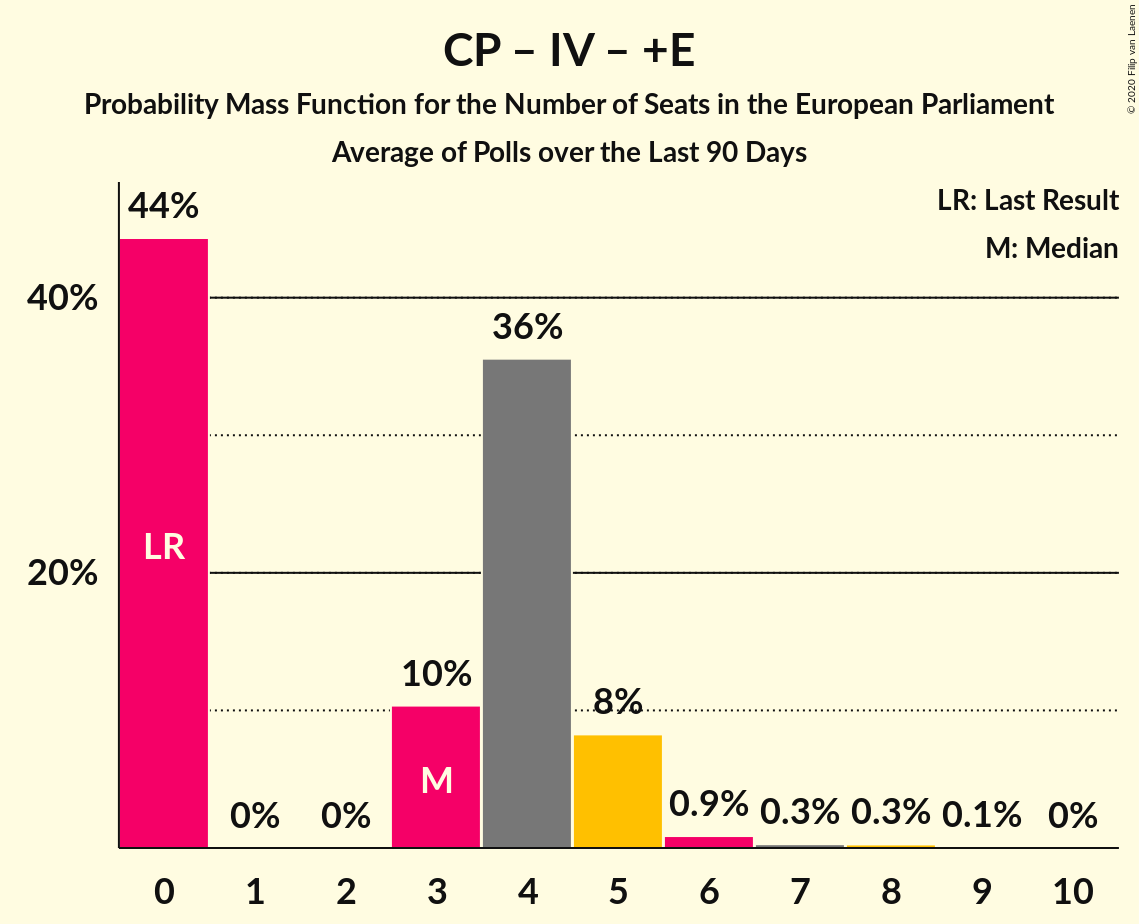 CP – IV – +E
Probability Mass Function for the Number of Seats in the European Parliament
Average of Polls over the Last 90 Days
© 2020 Filip van Laenen
LR: Last Result
M: Median
44%
40%
36%
LR
20%
10%
8%
M
0%
0%
0.9%
0.3%
0.3%
0.1%
0%
0 1 2 3 4 5 6 7 8 9 10